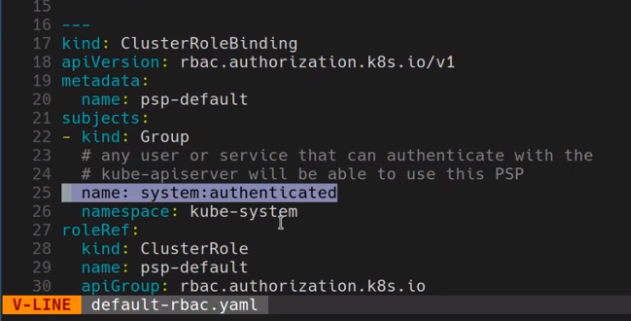 15
16 ---
17 kind: ClusterRoleBinding
18 apiVersion: rbac.authorization.k8s.io/v1
19 metadata:
20   name: psp-default
21 subjects:
22 - kind: Group
23   # any user or service that can authenticate with the
24   # kube-apiserver will be able to use this PSP
25   name: system:authenticated
26   namespace: kube-system
27 roleRef:
28   kind: ClusterRole
29   name: psp-default
30   apiGroup: rbac.authorization.k8s.io
V-LINE default-rbac.yaml